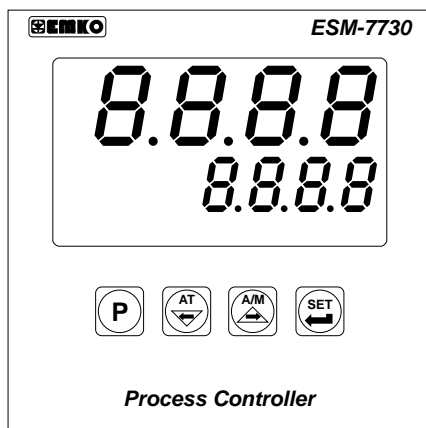 EMKO ESM-7730
8.8.8.8
8.8.8.8
P AT A/M SET
Process Controller